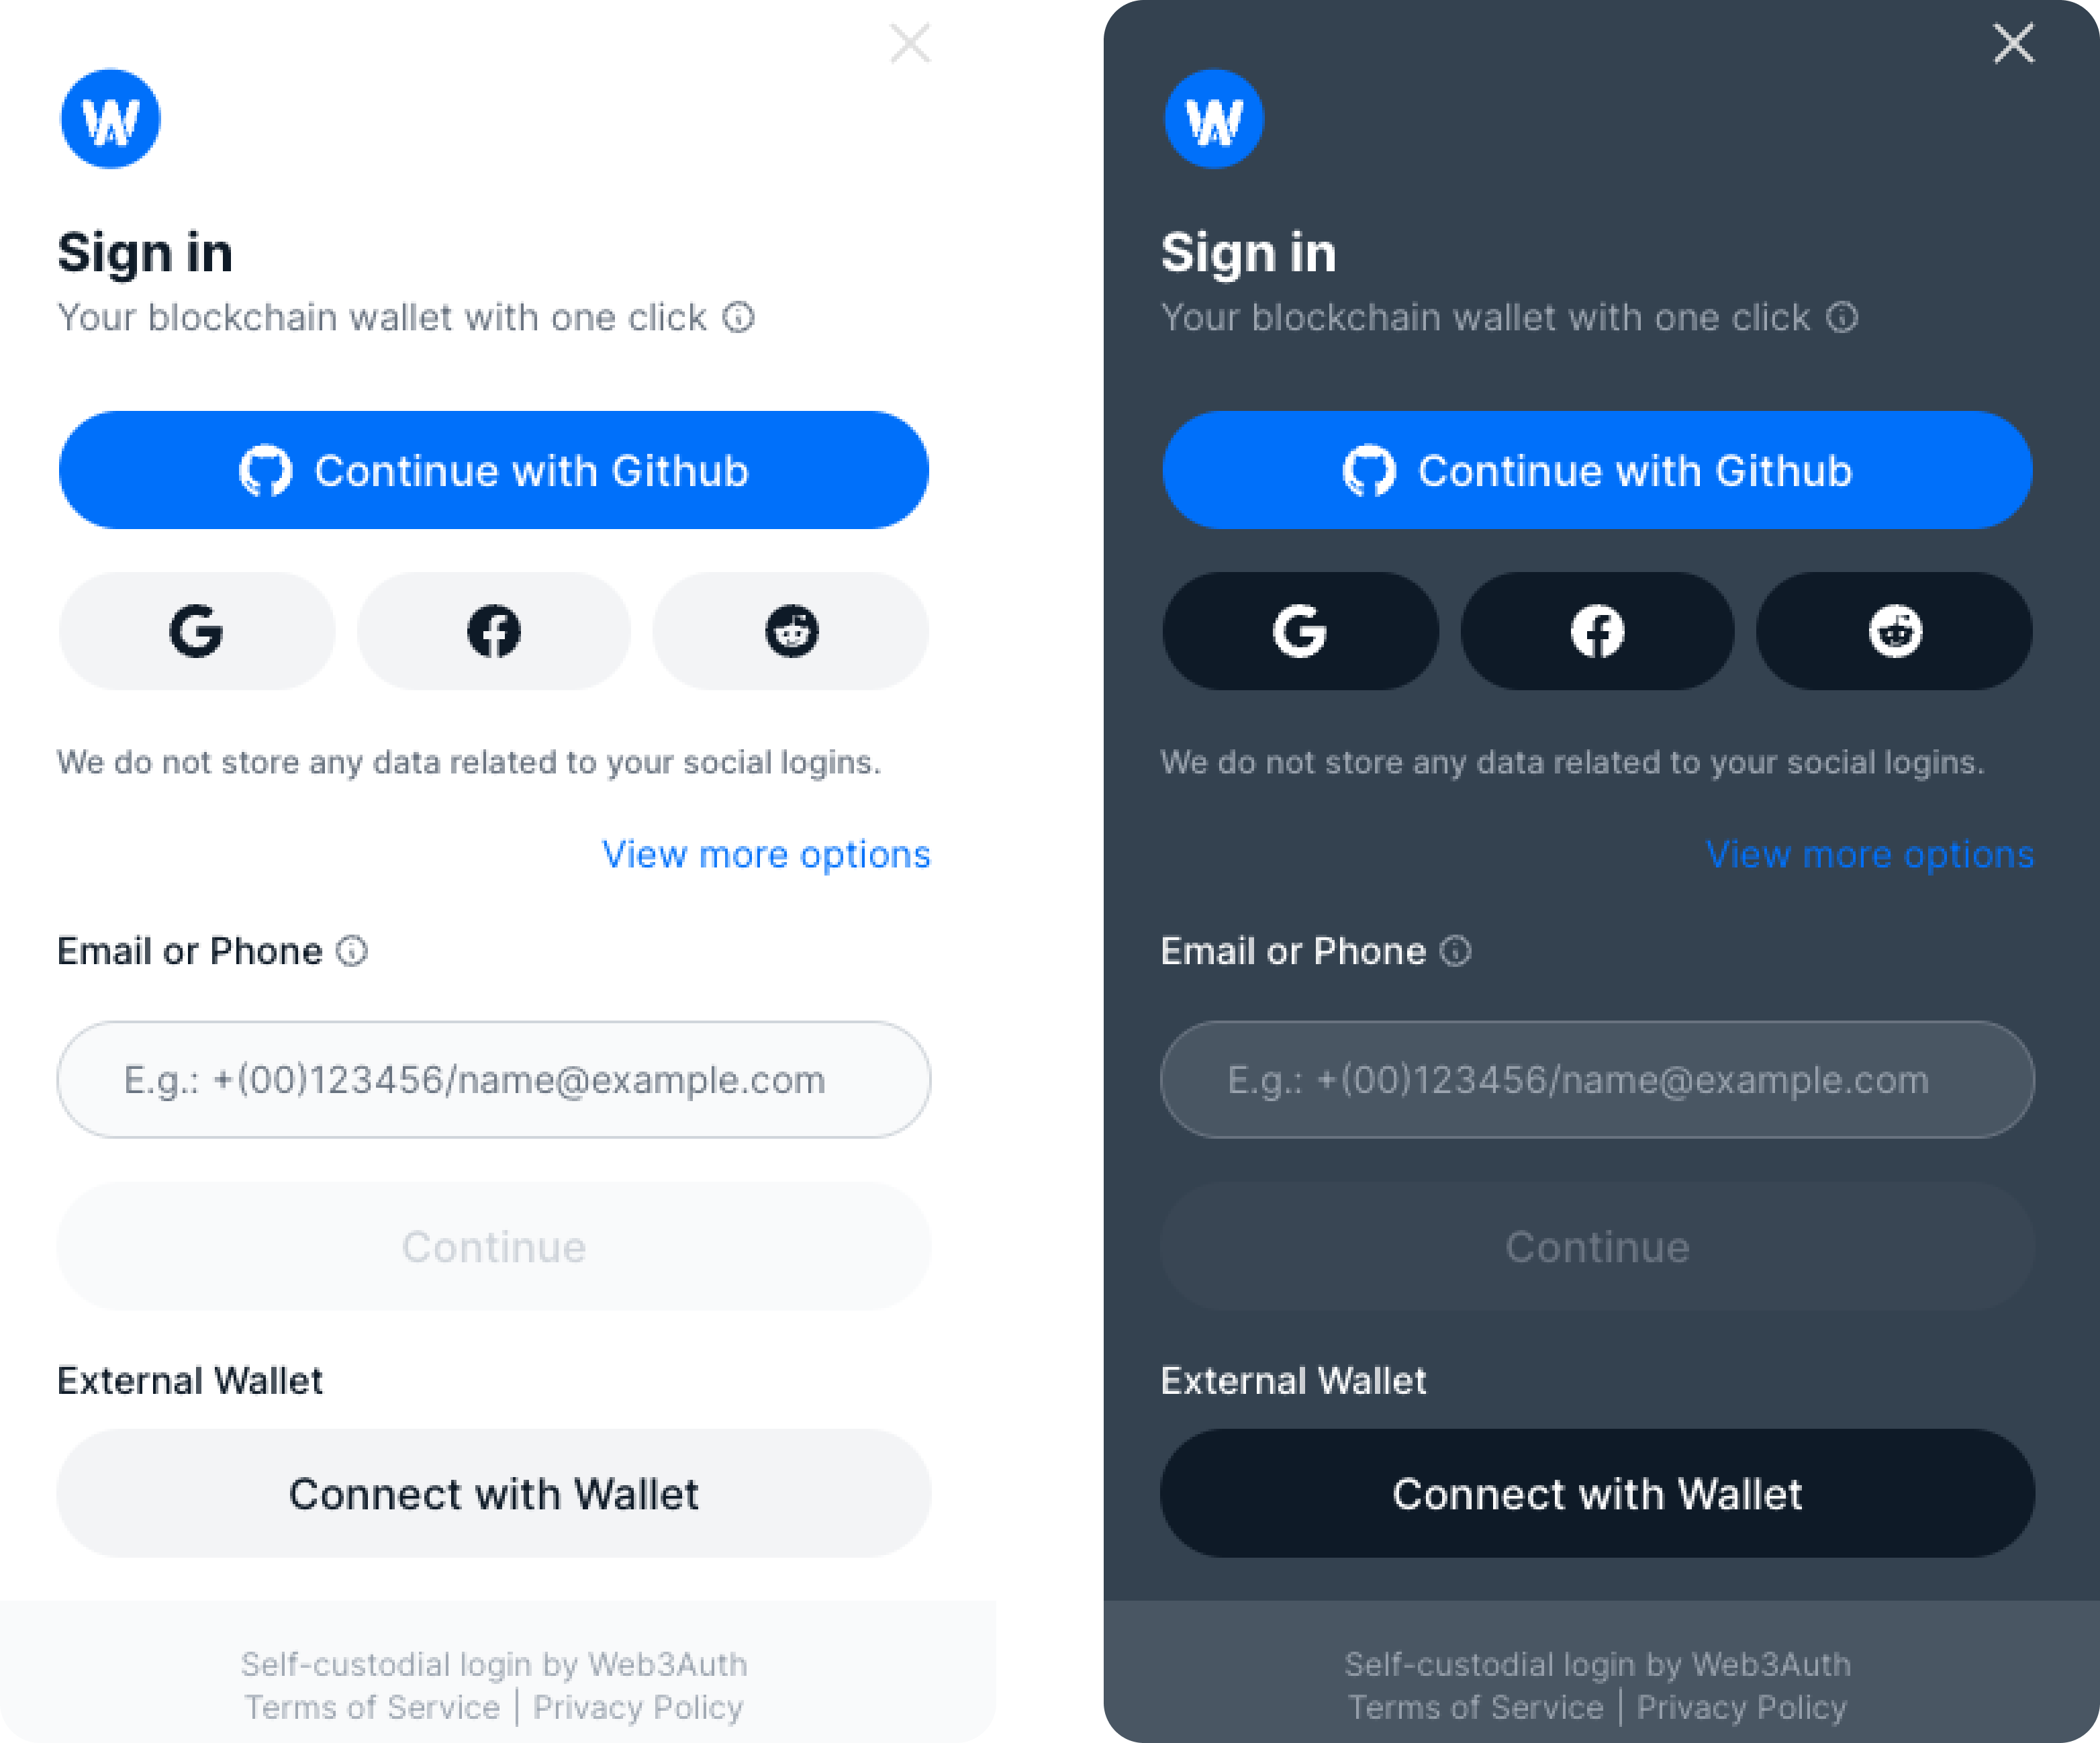 W
Sign in
Your blockchain wallet with one click
Continue with Github
We do not store any data related to your social logins.
View more options
Email or Phone
E.g.: +(00)123456/name@example.com
Continue
External Wallet
Connect with Wallet
Self-custodial login by Web3Auth
Terms of Service | Privacy Policy
W
Sign in
Your blockchain wallet with one click
Continue with Github
We do not store any data related to your social logins.
View more options
Email or Phone
E.g.: +(00)123456/name@example.com
Continue
External Wallet
Connect with Wallet
Self-custodial login by Web3Auth
Terms of Service | Privacy Policy